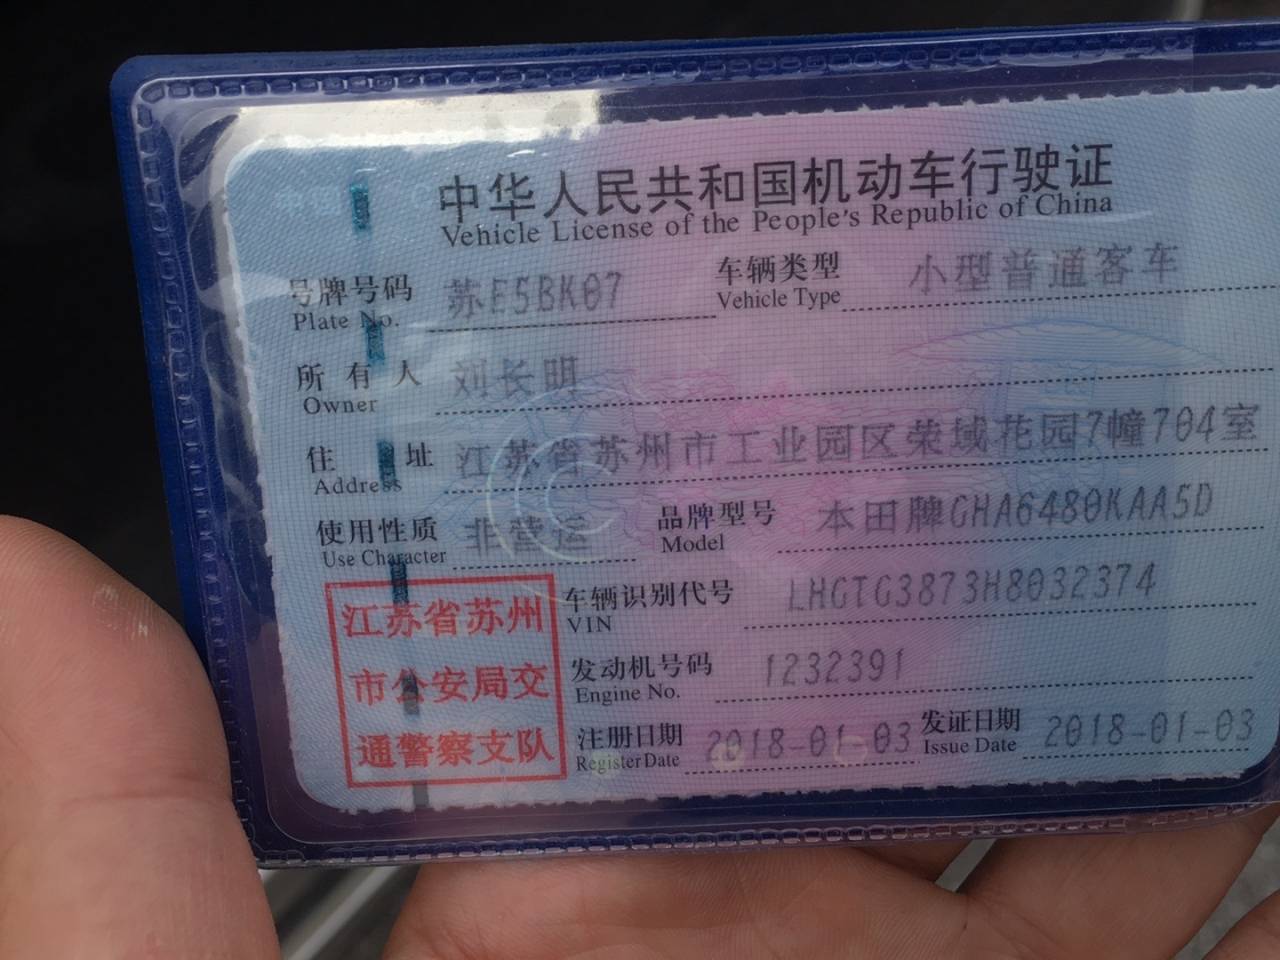 中华人民共和国机动车行驶证
Vehicle License of the People's Republic of China
号牌号码 苏E5BK07 车辆类型 小型普通客车
Plate No. Vehicle Type
所有人 刘长明
Owner
住址 江苏省苏州市工业园区荣域花园7幢704室
Address
使用性质 非营运 品牌型号 本田牌GHA6480KAA5D
Use Character Model
江苏省苏州
市公安局交
通警察支队
车辆识别代号 LHGTG3873H8032374
VIN
发动机号码 1232391
Engine No.
注册日期 2018-01-03 发证日期 2018-01-03
Register Date Issue Date